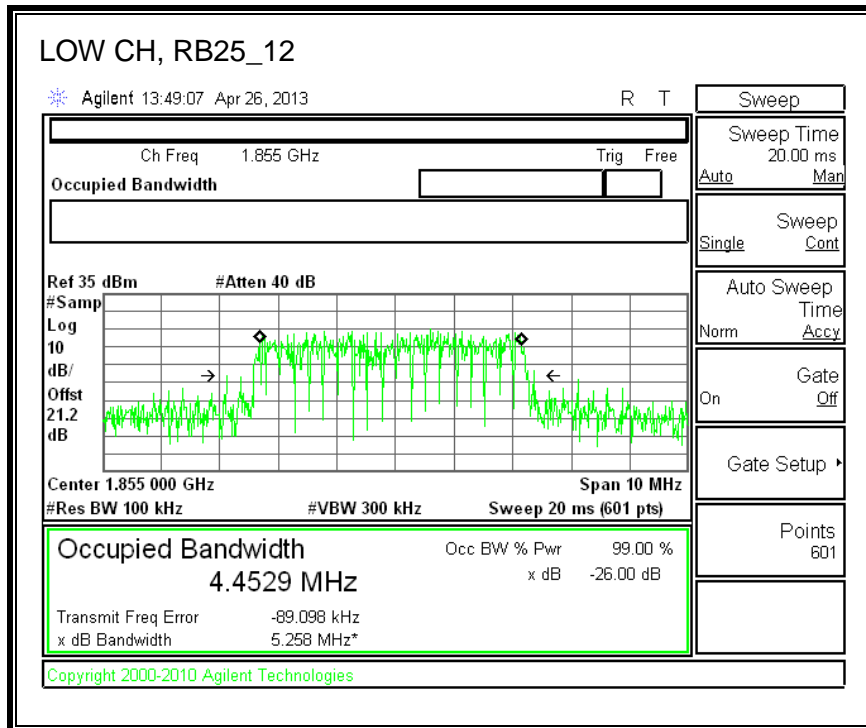 LOW CH, RB25_12
Agilent 13:49:07 Apr 26, 2013 R T
Ch Freq 1.855 GHz Trig Free
Occupied Bandwidth
Ref 35 dBm #Atten 40 dB
#Samp
Log
10
dB/
Offst
21.2
dB
Center 1.855 000 GHz Span 10 MHz
#Res BW 100 kHz #VBW 300 kHz Sweep 20 ms (601 pts)
Occupied Bandwidth Occ BW % Pwr 99.00 %
4.4529 MHz x dB -26.00 dB
Transmit Freq Error -89.098 kHz
x dB Bandwidth 5.258 MHz*
Copyright 2000-2010 Agilent Technologies
Sweep
Sweep Time
20.00 ms
Auto Man
Sweep
Single Cont
Auto Sweep
Time
Norm Accy
Gate
On Off
Gate Setup
Points
601